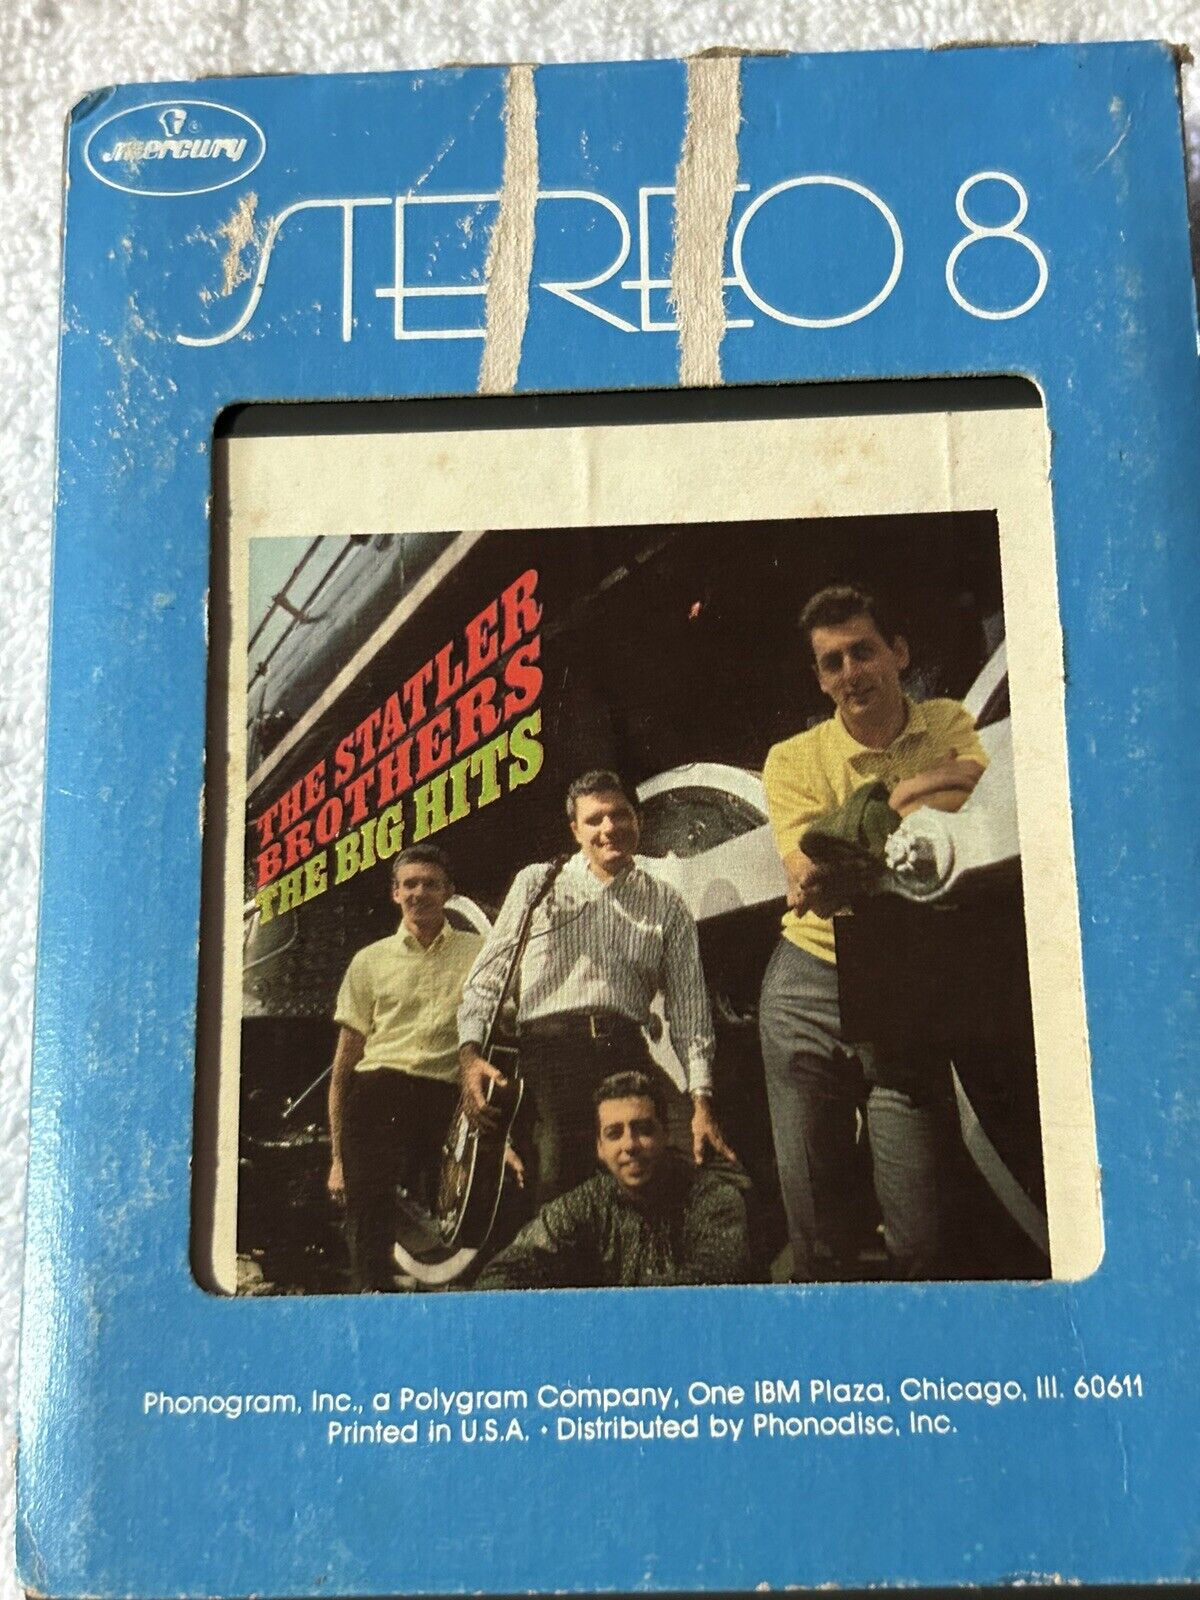 mercury
STEREO 8
THE STATLER
BROTHERS
THE BIG HITS
Phonogram, Inc., a Polygram Company, One IBM Plaza, Chicago, Ill. 60611
Printed in U.S.A. • Distributed by Phonodisc, Inc.